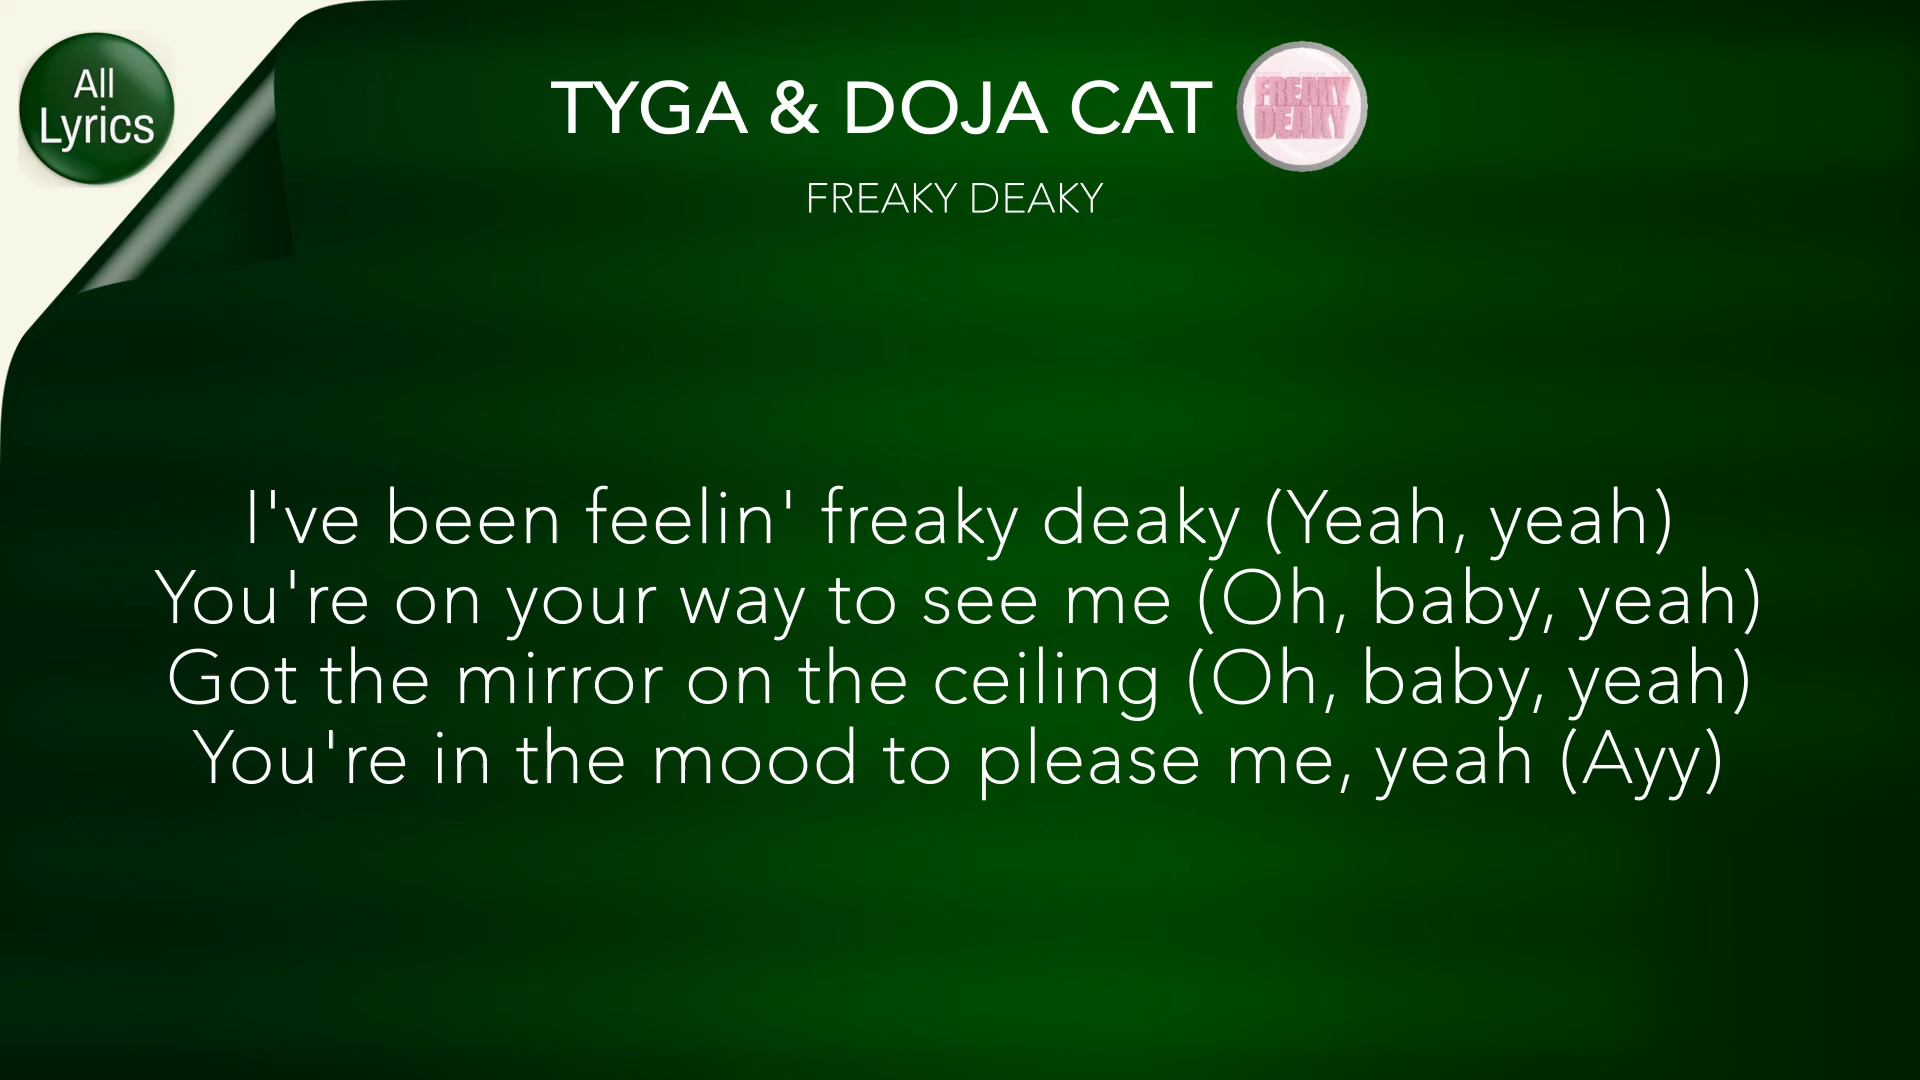 All
Lyrics
TYGA & DOJA CAT
FREAKY
DEAKY
FREAKY DEAKY
I've been feelin' freaky deaky (Yeah, yeah)
You're on your way to see me (Oh, baby, yeah)
Got the mirror on the ceiling (Oh, baby, yeah)
You're in the mood to please me, yeah (Ayy)